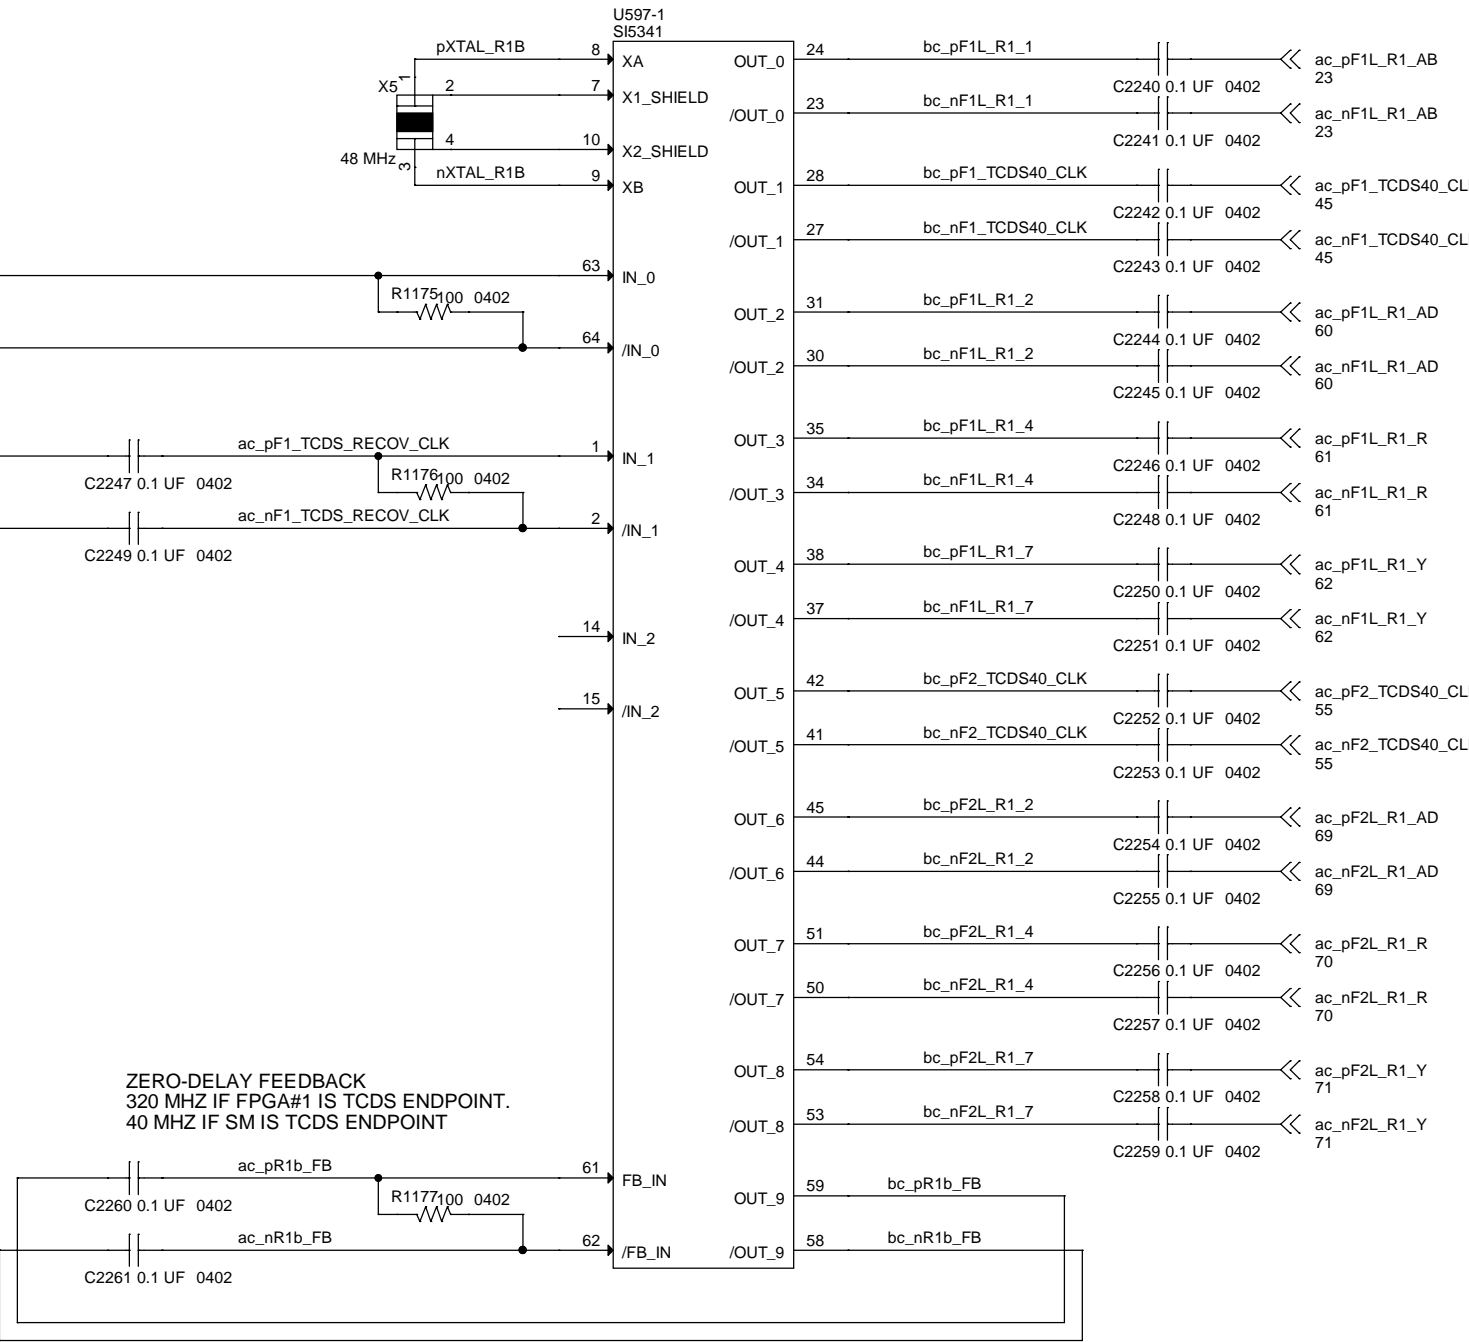 U597-1
SI5341
pXTAL_R1B
8
XA
OUT_0
24
bc_pF1L_R1_1
C2240 0.1 UF 0402
ac_pF1L_R1_AB
23
X5
1
2
7
X1_SHIELD
/OUT_0
23
bc_nF1L_R1_1
C2241 0.1 UF 0402
ac_nF1L_R1_AB
23
4
10
X2_SHIELD
48 MHz
3
nXTAL_R1B
9
XB
OUT_1
28
bc_pF1_TCDS40_CLK
C2242 0.1 UF 0402
ac_pF1_TCDS40_CL
45
/OUT_1
27
bc_nF1_TCDS40_CLK
C2243 0.1 UF 0402
ac_nF1_TCDS40_CL
45
63
IN_0
R1175 100 0402
64
/IN_0
OUT_2
31
bc_pF1L_R1_2
C2244 0.1 UF 0402
ac_pF1L_R1_AD
60
/OUT_2
30
bc_nF1L_R1_2
C2245 0.1 UF 0402
ac_nF1L_R1_AD
60
ac_pF1_TCDS_RECOV_CLK
C2247 0.1 UF 0402
1
IN_1
R1176 100 0402
ac_nF1_TCDS_RECOV_CLK
C2249 0.1 UF 0402
2
/IN_1
OUT_3
35
bc_pF1L_R1_4
C2246 0.1 UF 0402
ac_pF1L_R1_R
61
/OUT_3
34
bc_nF1L_R1_4
C2248 0.1 UF 0402
ac_nF1L_R1_R
61
OUT_4
38
bc_pF1L_R1_7
C2250 0.1 UF 0402
ac_pF1L_R1_Y
62
/OUT_4
37
bc_nF1L_R1_7
C2251 0.1 UF 0402
ac_nF1L_R1_Y
62
14
IN_2
15
/IN_2
OUT_5
42
bc_pF2_TCDS40_CLK
C2252 0.1 UF 0402
ac_pF2_TCDS40_CL
55
/OUT_5
41
bc_nF2_TCDS40_CLK
C2253 0.1 UF 0402
ac_nF2_TCDS40_CL
55
OUT_6
45
bc_pF2L_R1_2
C2254 0.1 UF 0402
ac_pF2L_R1_AD
69
/OUT_6
44
bc_nF2L_R1_2
C2255 0.1 UF 0402
ac_nF2L_R1_AD
69
OUT_7
51
bc_pF2L_R1_4
C2256 0.1 UF 0402
ac_pF2L_R1_R
70
/OUT_7
50
bc_nF2L_R1_4
C2257 0.1 UF 0402
ac_nF2L_R1_R
70
OUT_8
54
bc_pF2L_R1_7
C2258 0.1 UF 0402
ac_pF2L_R1_Y
71
/OUT_8
53
bc_nF2L_R1_7
C2259 0.1 UF 0402
ac_nF2L_R1_Y
71
ZERO-DELAY FEEDBACK
320 MHZ IF FPGA#1 IS TCDS ENDPOINT.
40 MHZ IF SM IS TCDS ENDPOINT
ac_pR1b_FB
C2260 0.1 UF 0402
61
FB_IN
R1177 100 0402
ac_nR1b_FB
C2261 0.1 UF 0402
62
/FB_IN
OUT_9
59
bc_pR1b_FB
/OUT_9
58
bc_nR1b_FB